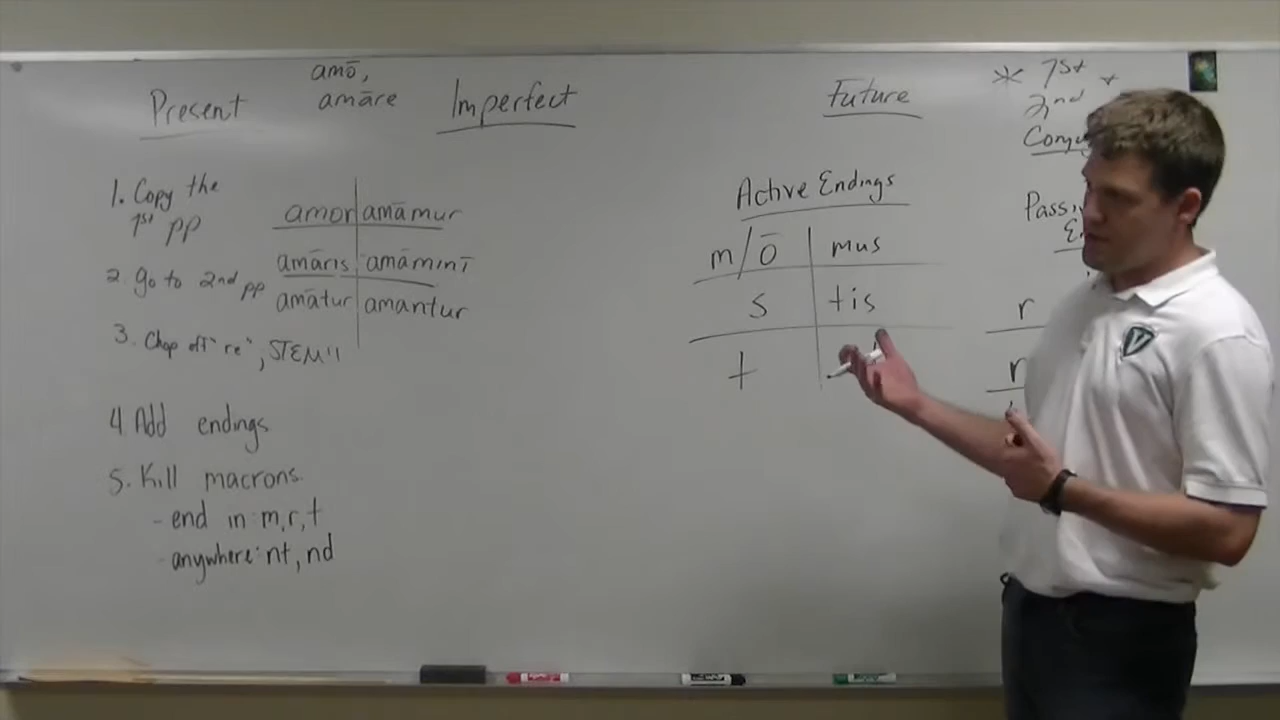 Present
amō,
amāre
Imperfect
Future
* 1st +
2nd
1. Copy the
1st pp
2. Go to 2nd pp
3. Chop off "re", STEM!!
4 Add endings
5. Kill macrons.
- end in: m, r, t
- anywhere: nt, nd
amor amāmur
amāris amāminī
amātur amantur
Active Endings
m/ō mus
s tis
t
r
V